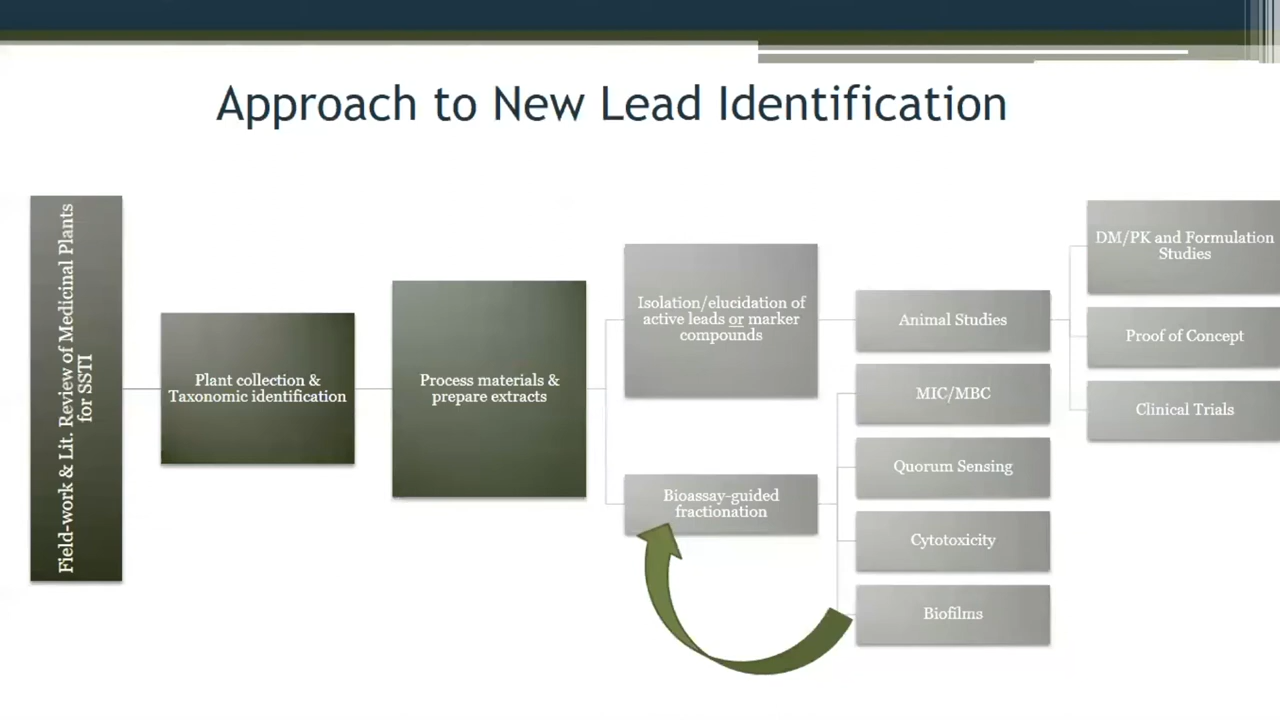 Approach to New Lead Identification
Field-work & Lit. Review of Medicinal Plants
for SSTI
Plant collection &
Taxonomic identification
Process materials &
prepare extracts
Isolation/elucidation of
active leads or marker
compounds
Bioassay-guided
fractionation
Animal Studies
MIC/MBC
Quorum Sensing
Cytotoxicity
Biofilms
DM/PK and Formulation
Studies
Proof of Concept
Clinical Trials